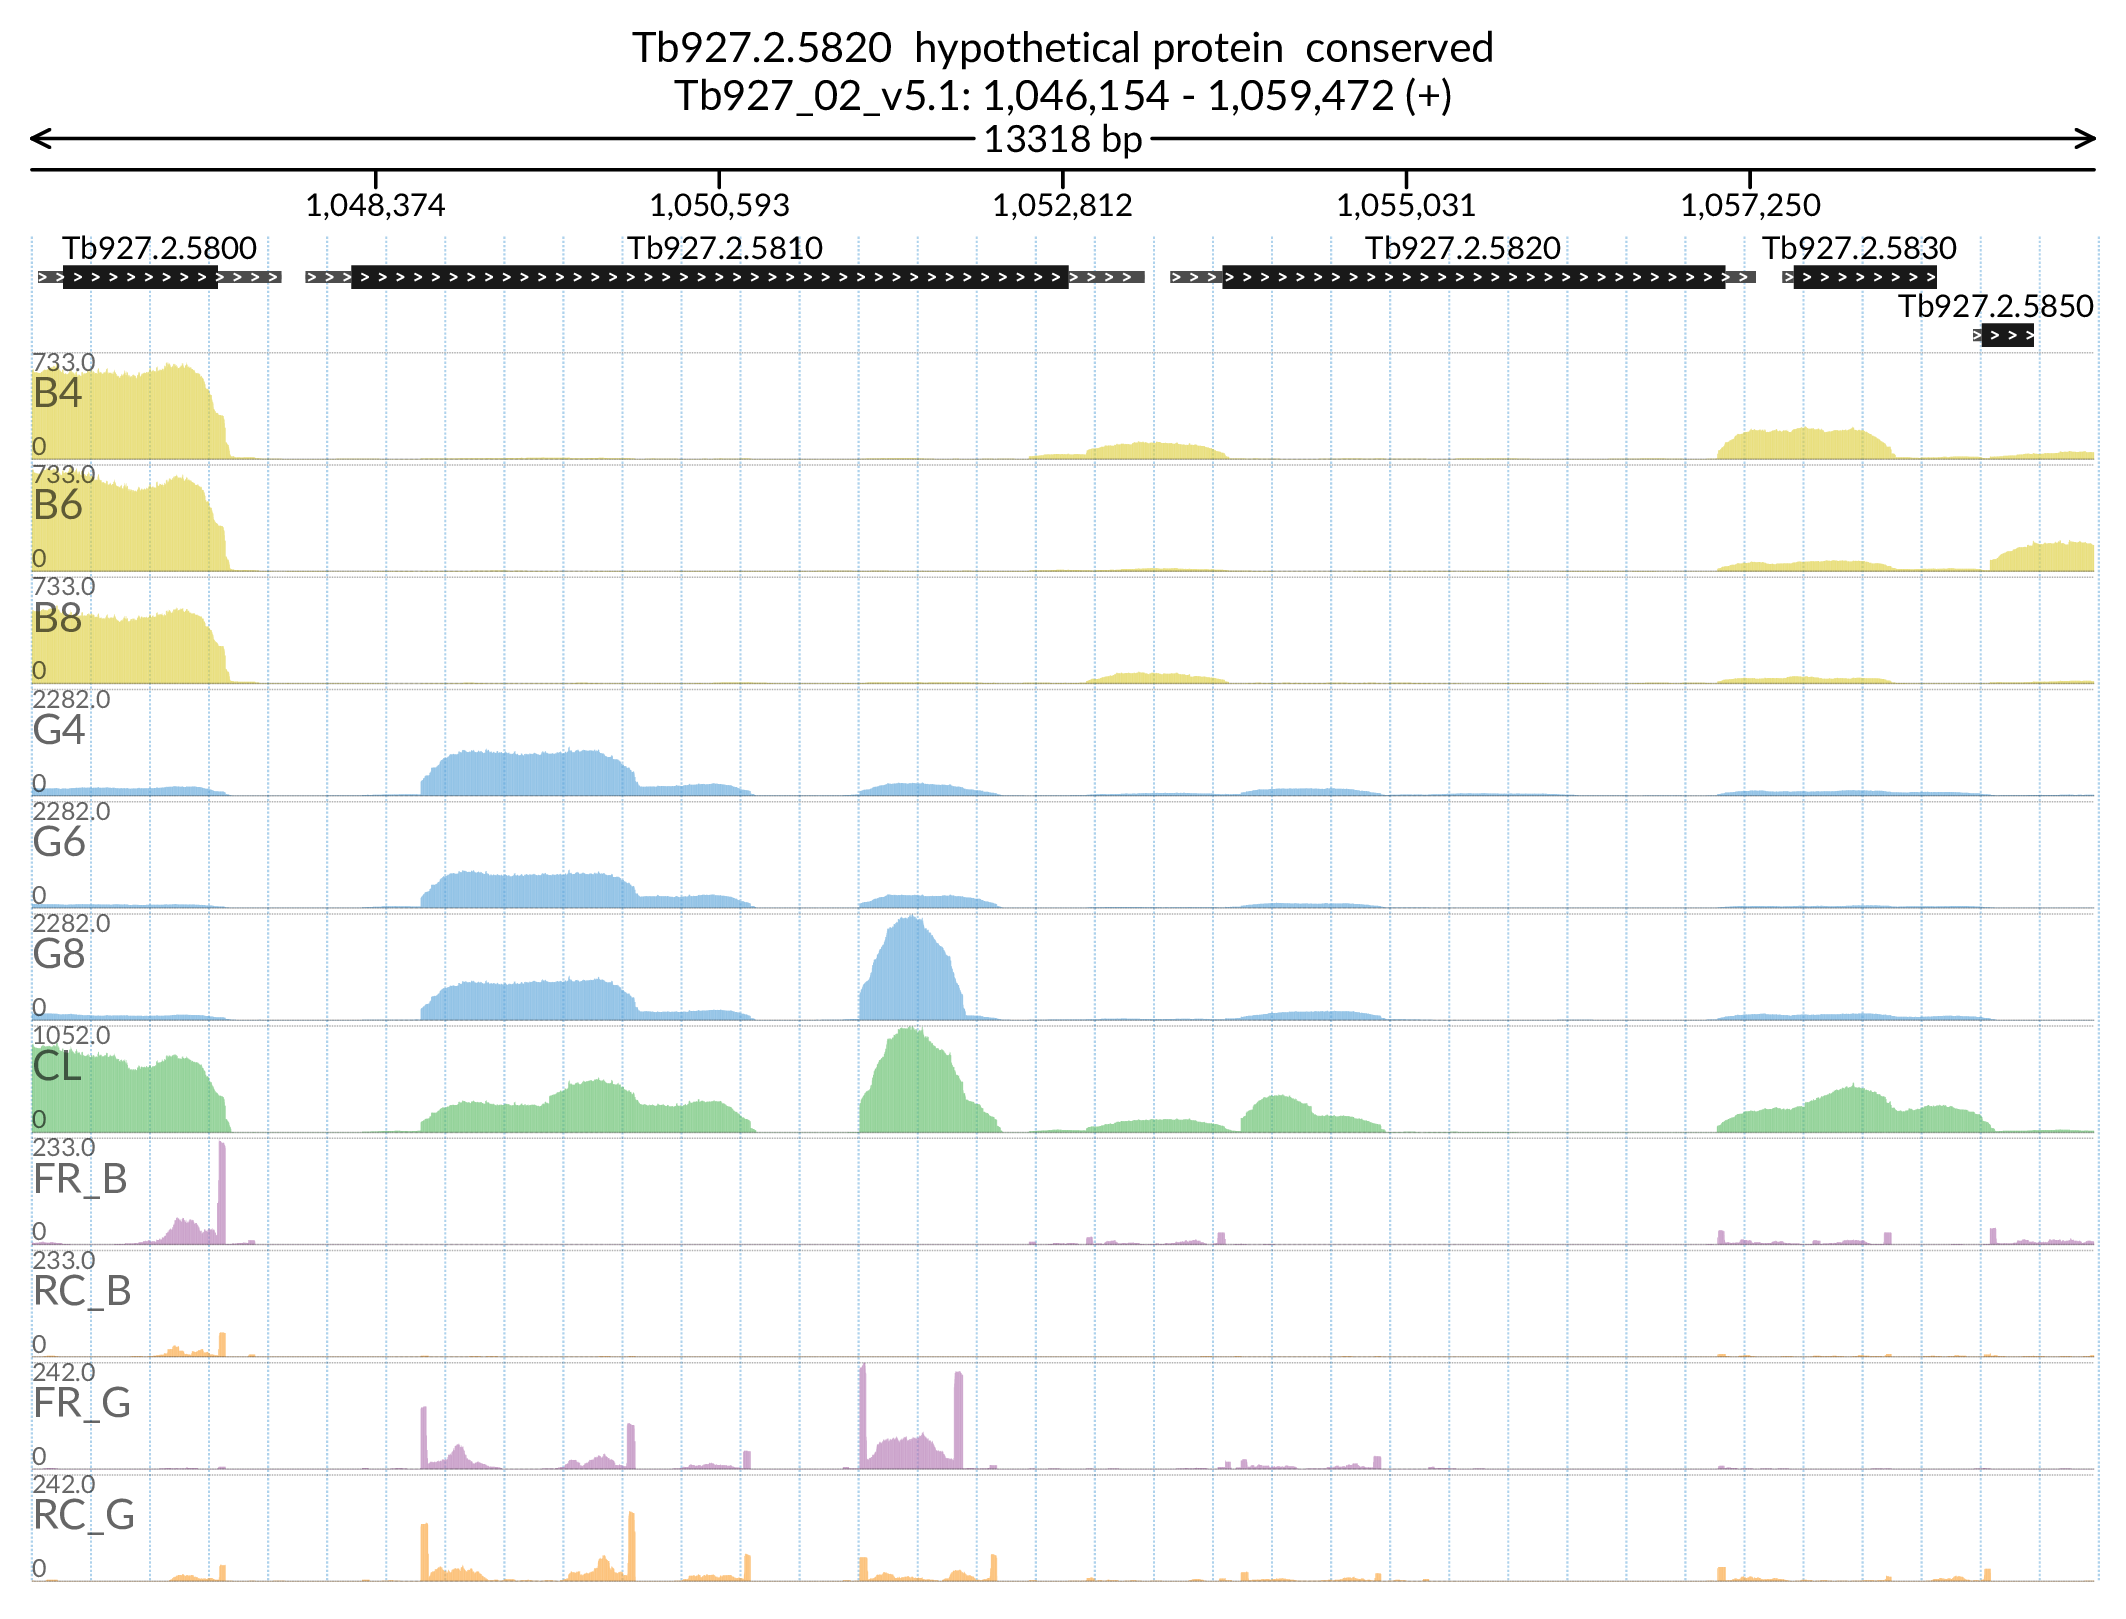 Tb927.2.5820 hypothetical protein conserved
Tb927_02_v5.1: 1,046,154 - 1,059,472 (+)
13318 bp
1,048,374 1,050,593 1,052,812 1,055,031 1,057,250
Tb927.2.5800 Tb927.2.5810 Tb927.2.5820 Tb927.2.5830
Tb927.2.5850
733.0
B4
0
733.0
B6
0
733.0
B8
0
2282.0
G4
0
2282.0
G6
0
2282.0
G8
0
1052.0
CL
0
233.0
FR_B
0
233.0
RC_B
0
242.0
FR_G
0
242.0
RC_G
0